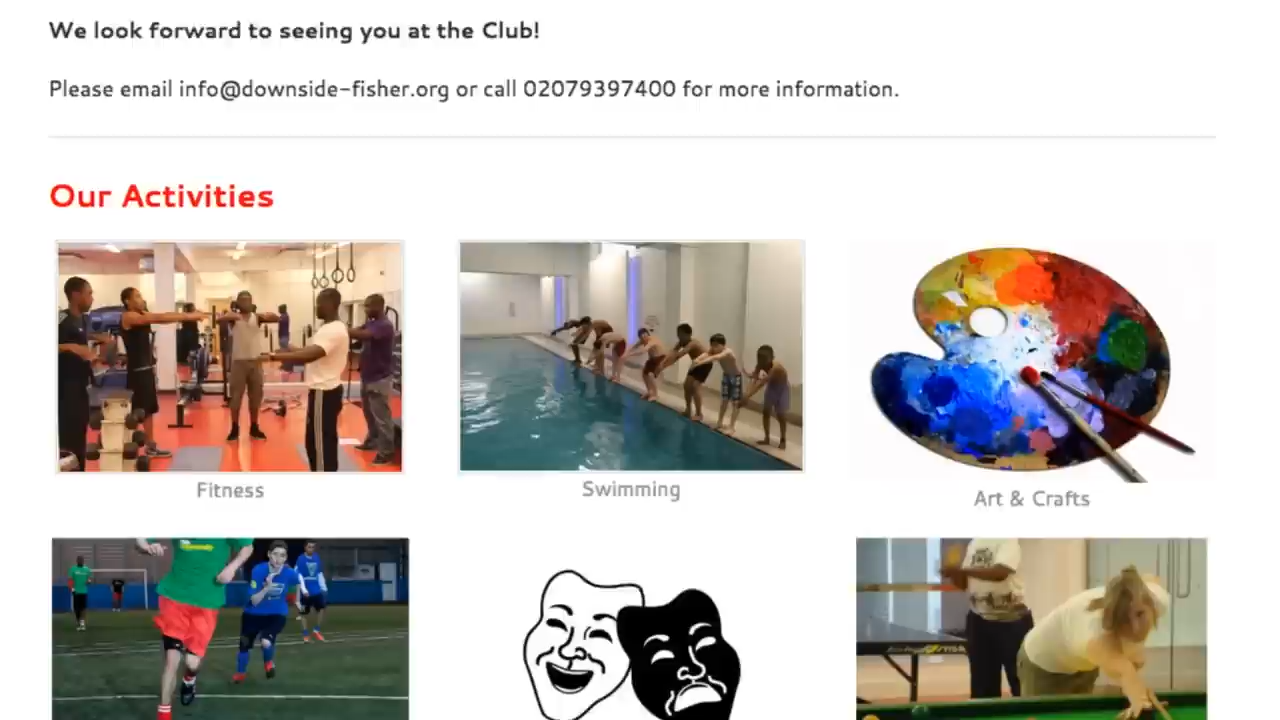 We look forward to seeing you at the Club!
Please email info@downside-fisher.org or call 02079397400 for more information.
Our Activities
Fitness
Swimming
Art & Crafts